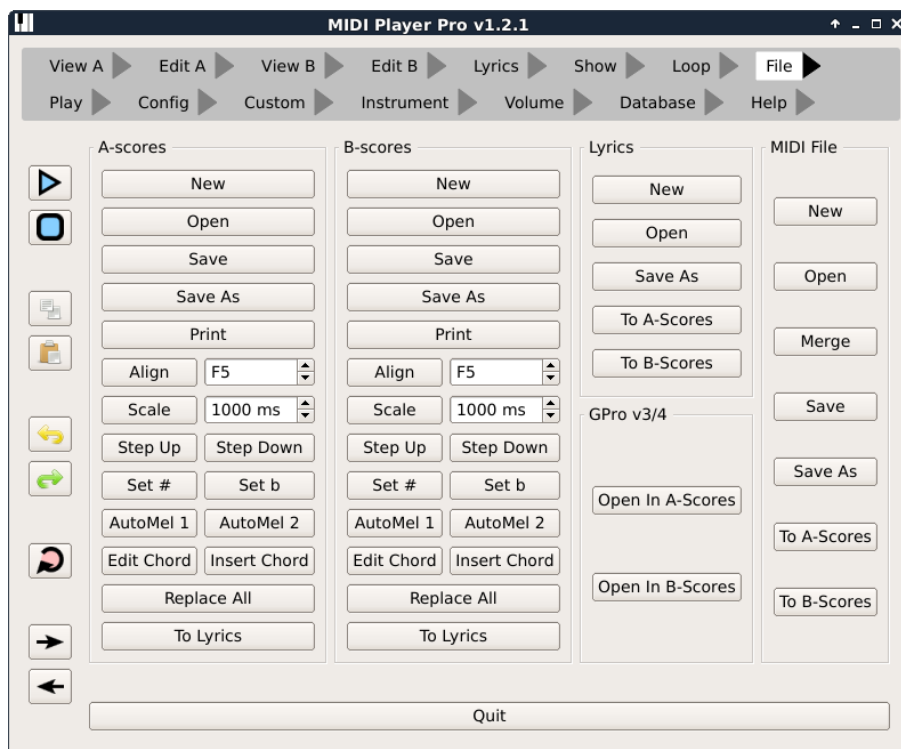 MIDI Player Pro v1.2.1
View A Edit A View B Edit B Lyrics Show Loop File
Play Config Custom Instrument Volume Database Help
A-scores
New
Open
Save
Save As
Print
Align F5
Scale 1000 ms
Step Up Step Down
Set # Set b
AutoMel 1 AutoMel 2
Edit Chord Insert Chord
Replace All
To Lyrics
B-scores
New
Open
Save
Save As
Print
Align F5
Scale 1000 ms
Step Up Step Down
Set # Set b
AutoMel 1 AutoMel 2
Edit Chord Insert Chord
Replace All
To Lyrics
Lyrics
New
Open
Save As
To A-Scores
To B-Scores
GPro v3/4
Open In A-Scores
Open In B-Scores
MIDI File
New
Open
Merge
Save
Save As
To A-Scores
To B-Scores
Quit